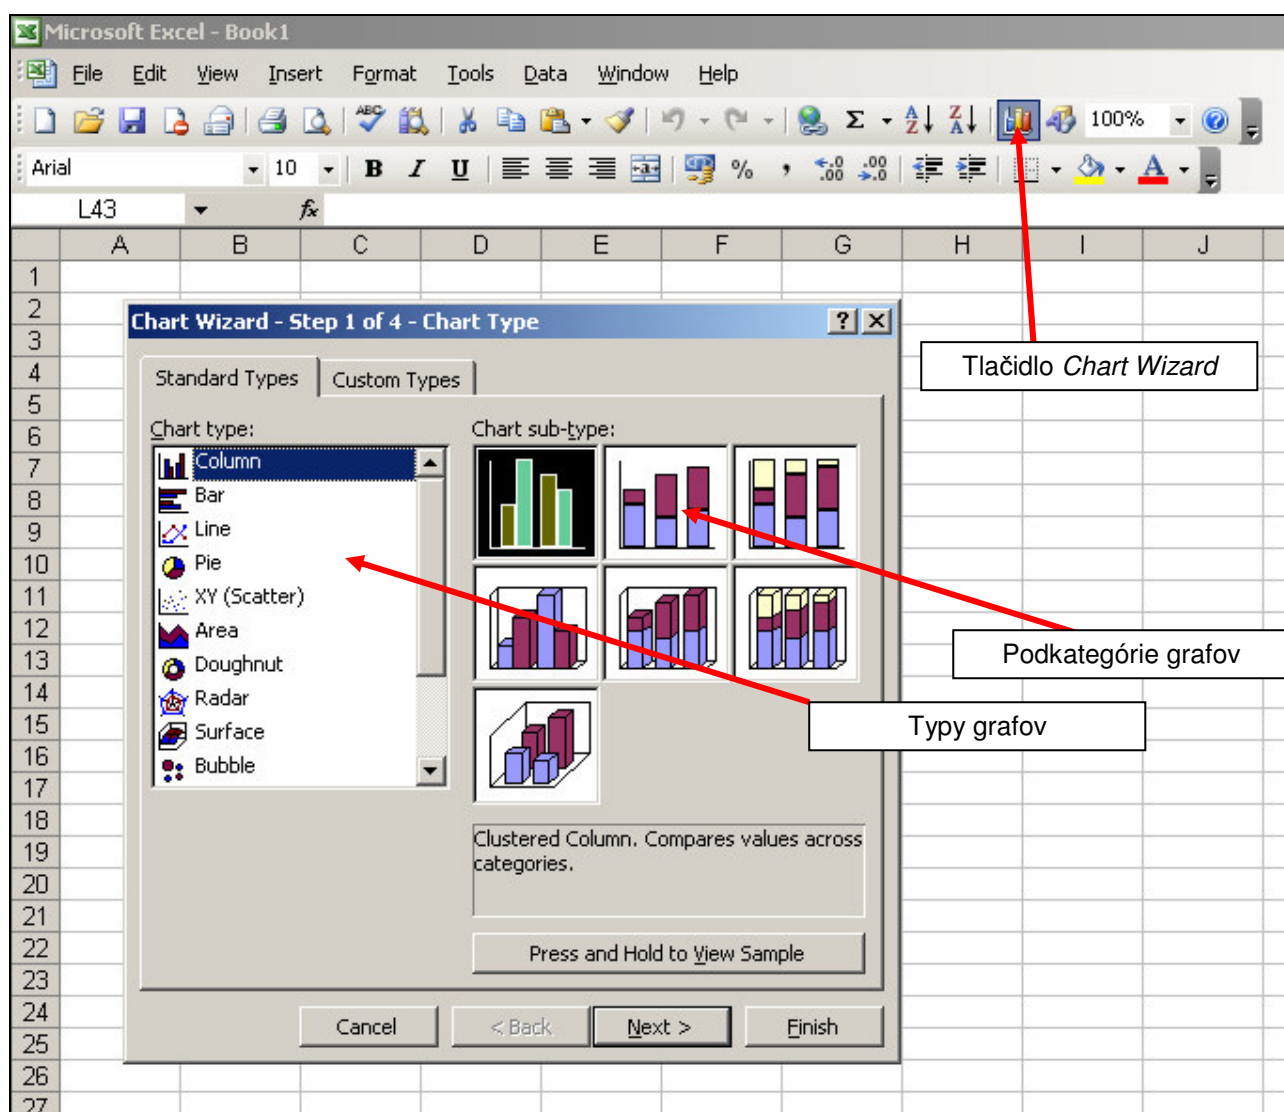 Microsoft Excel - Book1
File Edit View Insert Format Tools Data Window Help
ABC Σ A Z Z A 100% ?
Arial 10 B I U a % , .0 .00 .00 .0 A
L43 fx
A B C D E F G H I J
1
2
Chart Wizard - Step 1 of 4 - Chart Type ? X
3
Tlačidlo Chart Wizard
4
Standard Types Custom Types
5
Chart type: Chart sub-type:
6
Column
7
Bar
8
Line
9
Pie
10
XY (Scatter)
11
Area
12
Doughnut
13
Podkategórie grafov
Radar
14
Surface
15
Typy grafov
Bubble
16
17
18
Clustered Column. Compares values across
19
categories.
20
21
22
Press and Hold to View Sample
23
24
Cancel < Back Next > Finish
25
26
27